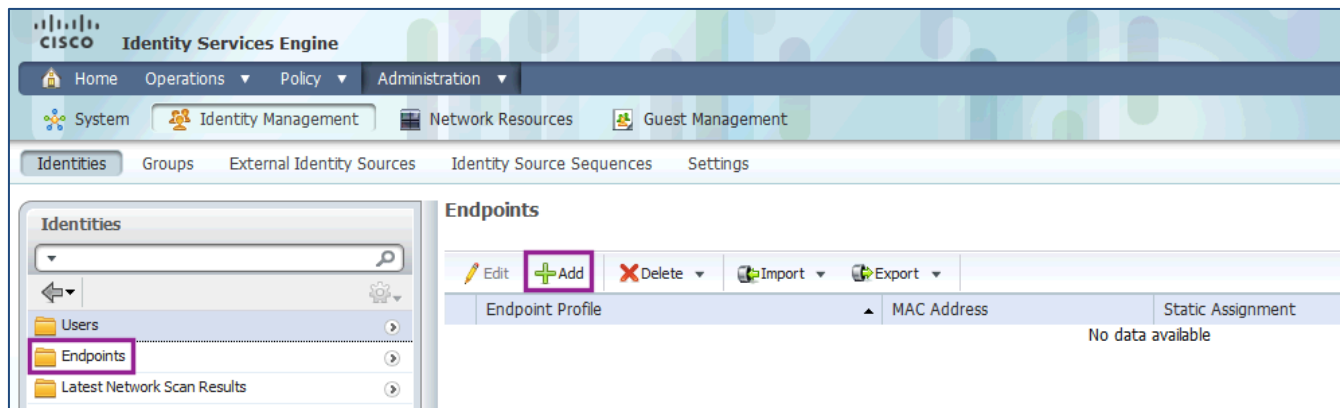 CISCO Identity Services Engine
Home Operations Policy Administration
System Identity Management Network Resources Guest Management
Identities Groups External Identity Sources Identity Source Sequences Settings
Identities
Users
Endpoints
Latest Network Scan Results
Endpoints
Edit Add Delete Import Export
Endpoint Profile MAC Address Static Assignment
No data available